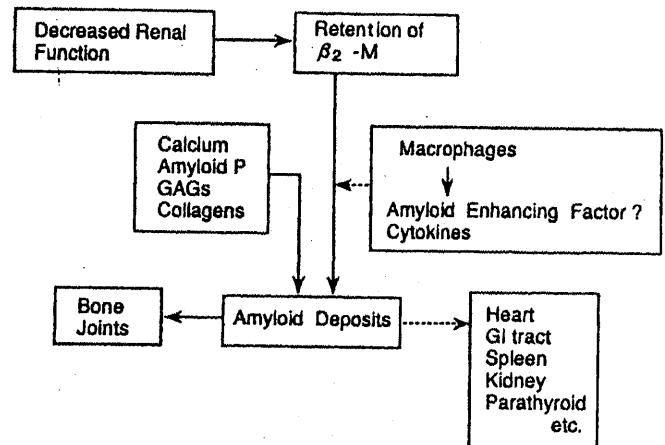 Decreased Renal
Function
Retention of
β₂ -M
Calcium
Amyloid P
GAGs
Collagens
Macrophages
Amyloid Enhancing Factor ?
Cytokines
Bone
Joints
Amyloid Deposits
Heart
GI tract
Spleen
Kidney
Parathyroid
etc.